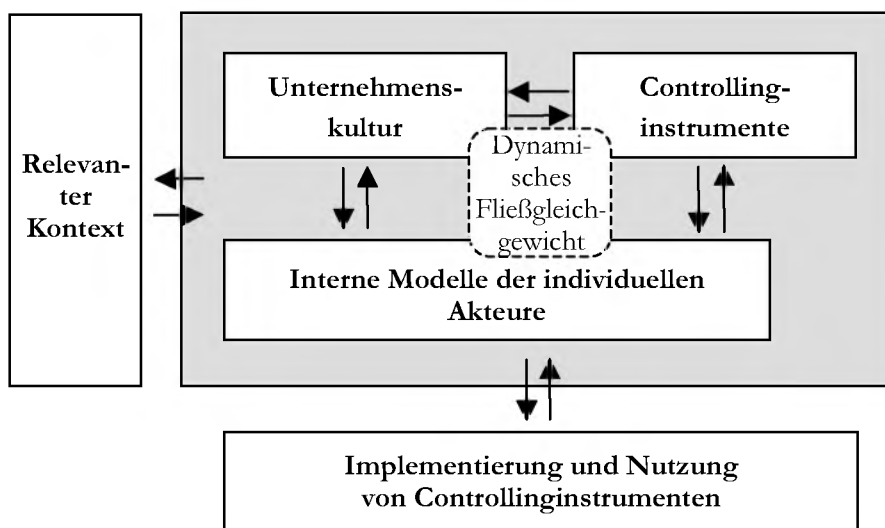 Unternehmens-
kultur
Controlling-
instrumente
Relevan-
ter
Kontext
Dynami-
sches
Fließgleich-
gewicht
Interne Modelle der individuellen
Akteure
Implementierung und Nutzung
von Controllinginstrumenten